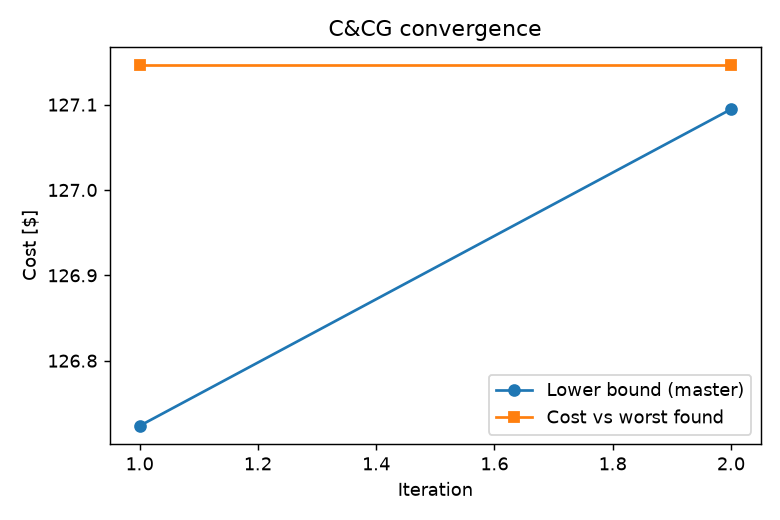 C&CG convergence
Cost [$]
127.1
127.0
126.9
126.8
Lower bound (master)
Cost vs worst found
1.0 1.2 1.4 1.6 1.8 2.0
Iteration